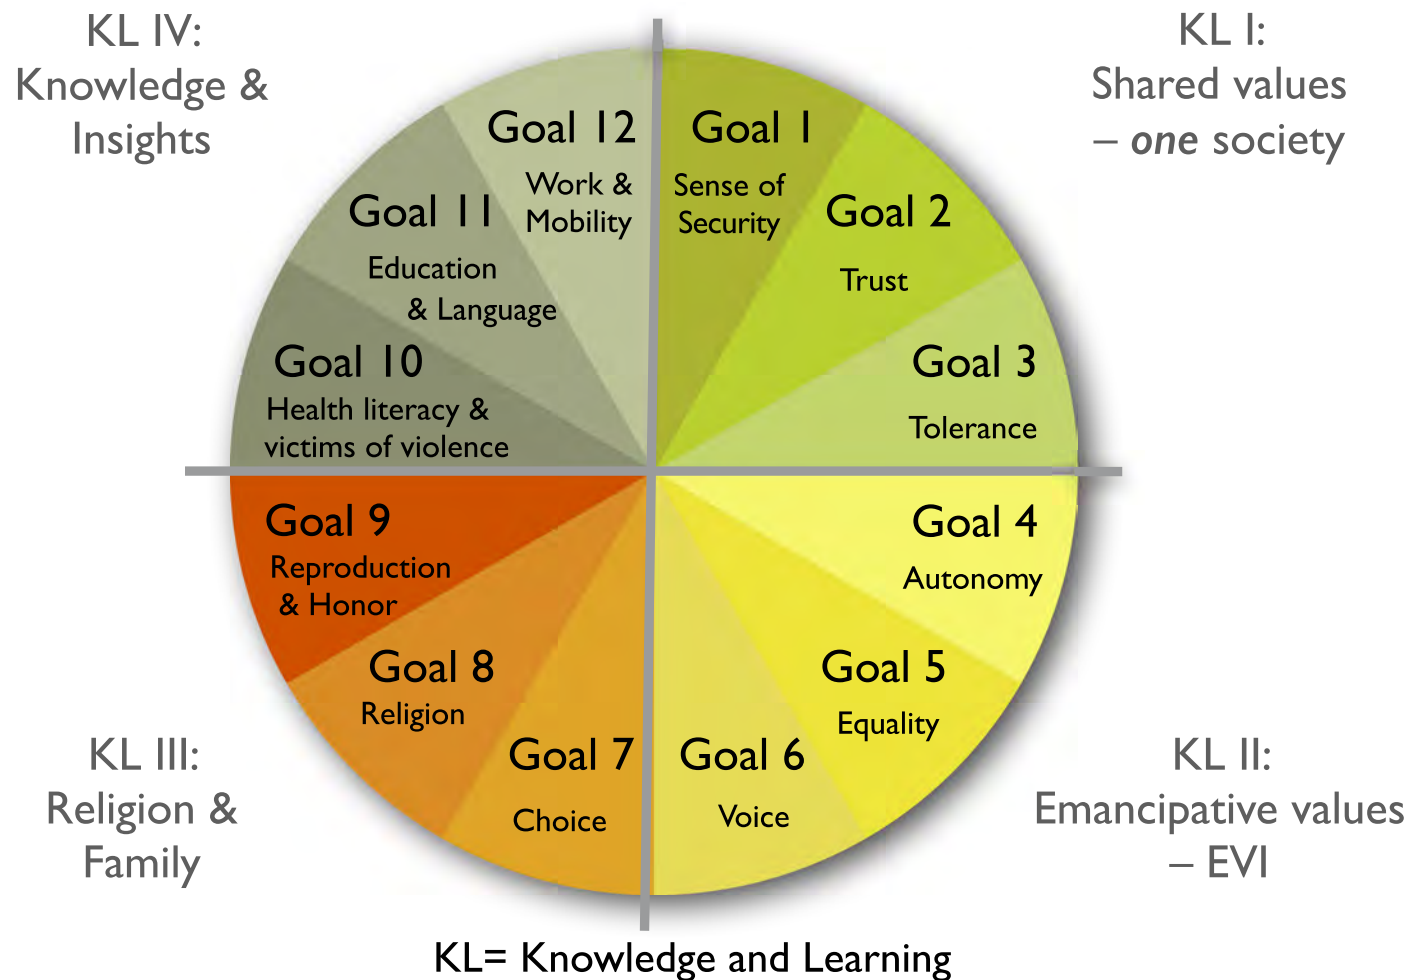 KL IV:
Knowledge &
Insights
KL I:
Shared values
– one society
Goal 1
Sense of
Security
Goal 2
Trust
Goal 3
Tolerance
Goal 4
Autonomy
Goal 5
Equality
Goal 6
Voice
KL II:
Emancipative values
– EVI
Goal 7
Choice
Goal 8
Religion
Goal 9
Reproduction
& Honor
KL III:
Religion &
Family
Goal 10
Health literacy &
victims of violence
Goal 11
Education
& Language
Goal 12
Work &
Mobility
KL= Knowledge and Learning